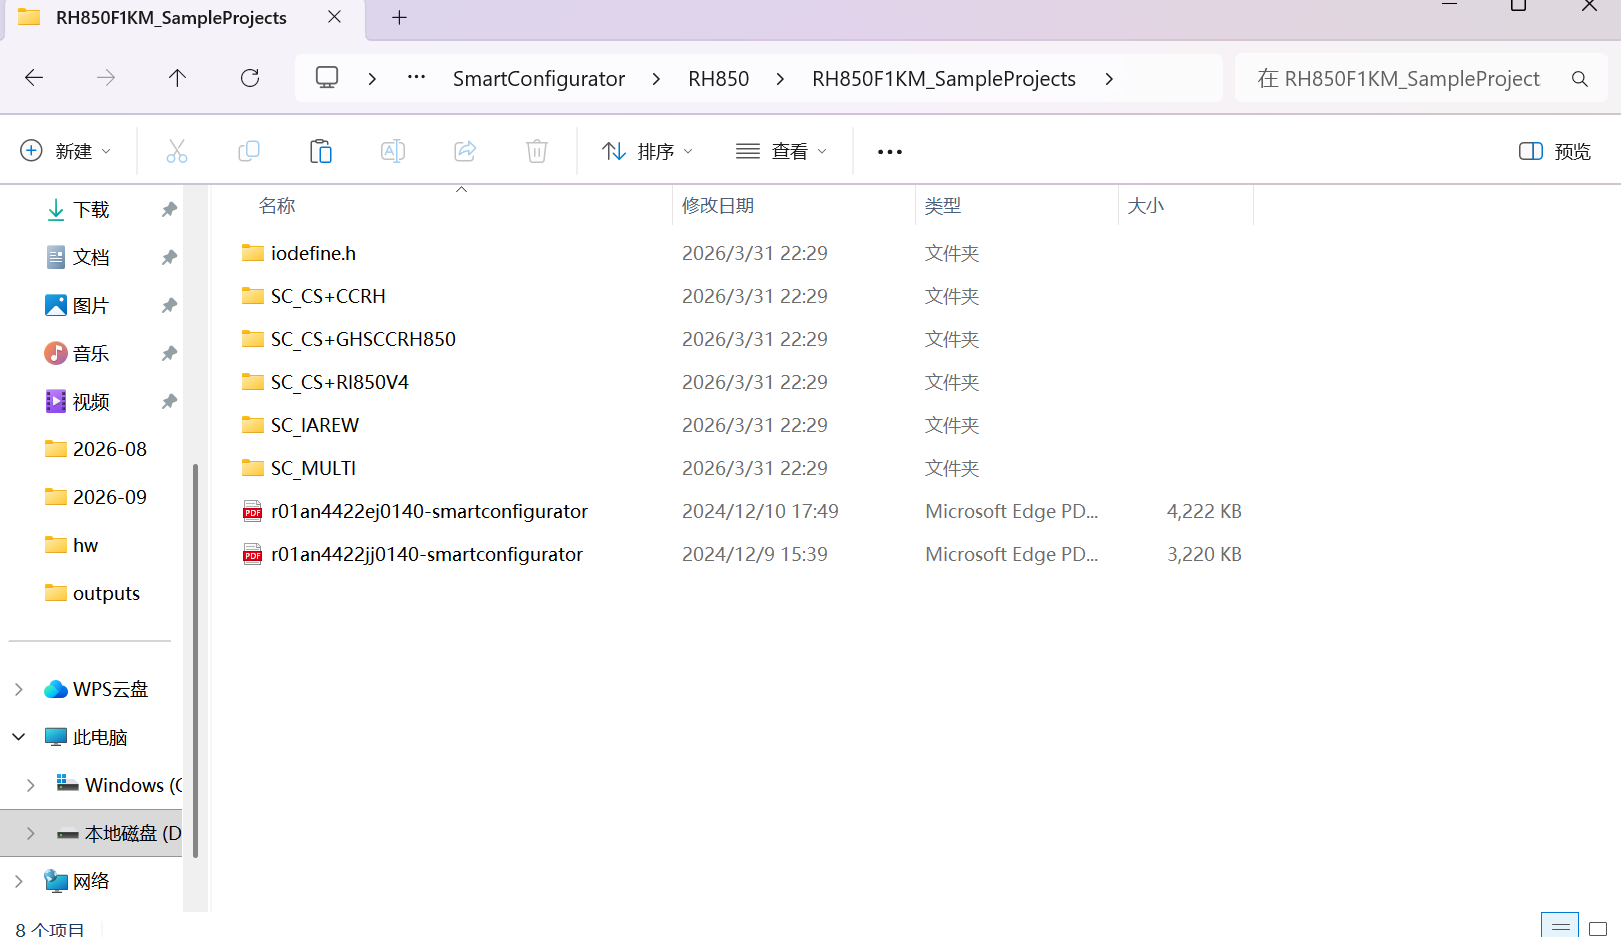 RH850F1KM_SampleProjects
SmartConfigurator
RH850
RH850F1KM_SampleProjects
在 RH850F1KM_SampleProject
新建
排序
查看
预览
下载
文档
图片
音乐
视频
2026-08
2026-09
hw
outputs
WPS云盘
此电脑
Windows (C
本地磁盘 (D
网络
名称 修改日期 类型 大小
iodefine.h 2026/3/31 22:29 文件夹
SC_CS+CCRH 2026/3/31 22:29 文件夹
SC_CS+GHSCCRH850 2026/3/31 22:29 文件夹
SC_CS+RI850V4 2026/3/31 22:29 文件夹
SC_IAREW 2026/3/31 22:29 文件夹
SC_MULTI 2026/3/31 22:29 文件夹
PDF r01an4422ej0140-smartconfigurator 2024/12/10 17:49 Microsoft Edge PD... 4,222 KB
PDF r01an4422jj0140-smartconfigurator 2024/12/9 15:39 Microsoft Edge PD... 3,220 KB
8 个项目